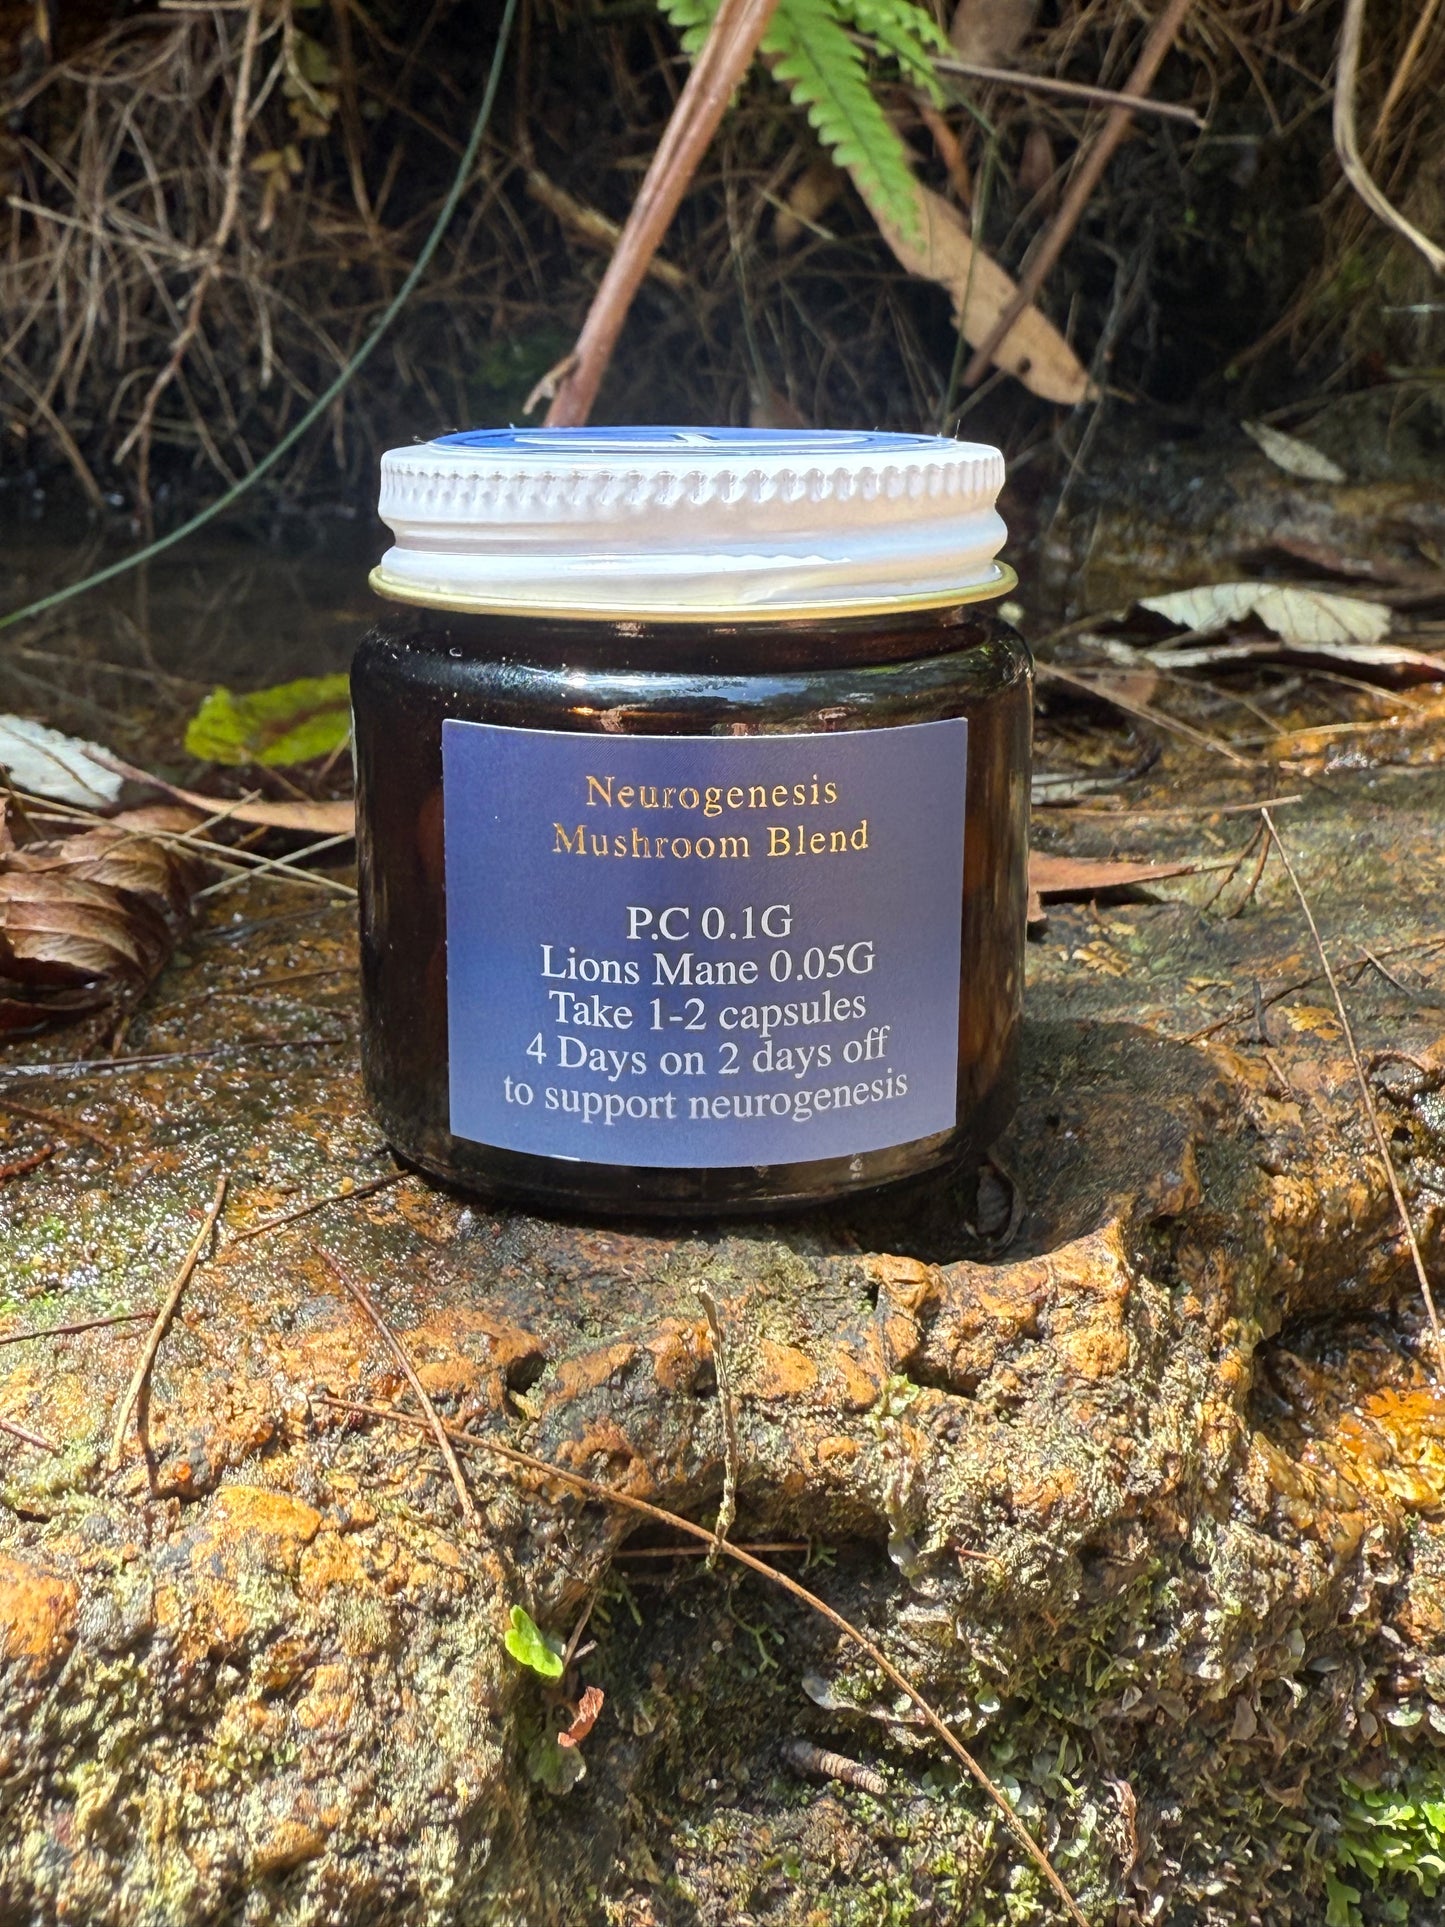 Neurogenesis
Mushroom Blend
P.C 0.1G
Lions Mane 0.05G
Take 1-2 capsules
4 Days on 2 days off
to support neurogenesis